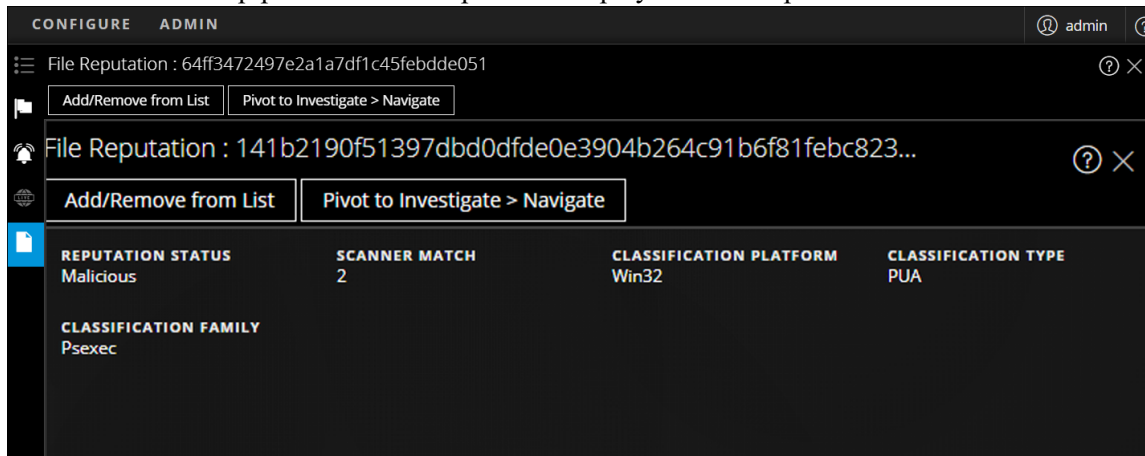 CONFIGURE ADMIN admin
File Reputation : 64ff3472497e2a1a7df1c45febdde051
Add/Remove from List Pivot to Investigate > Navigate
File Reputation : 141b2190f51397dbd0dfde0e3904b264c91b6f81febc823...
Add/Remove from List Pivot to Investigate > Navigate
REPUTATION STATUS SCANNER MATCH CLASSIFICATION PLATFORM CLASSIFICATION TYPE
Malicious 2 Win32 PUA
CLASSIFICATION FAMILY
Psexec